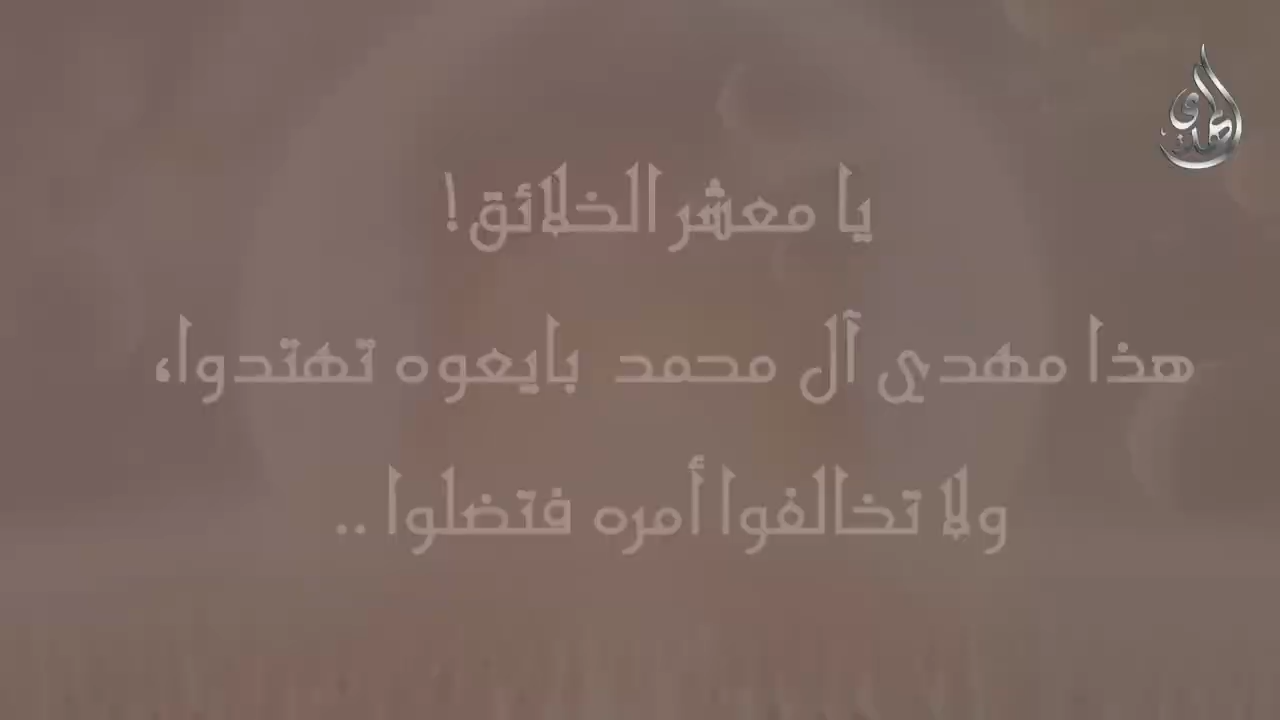 يا معشر الخلائق!
هذا مهدي آل محمد بايعوه تهتدوا،
ولا تخالفوا أمره فتضلوا ..